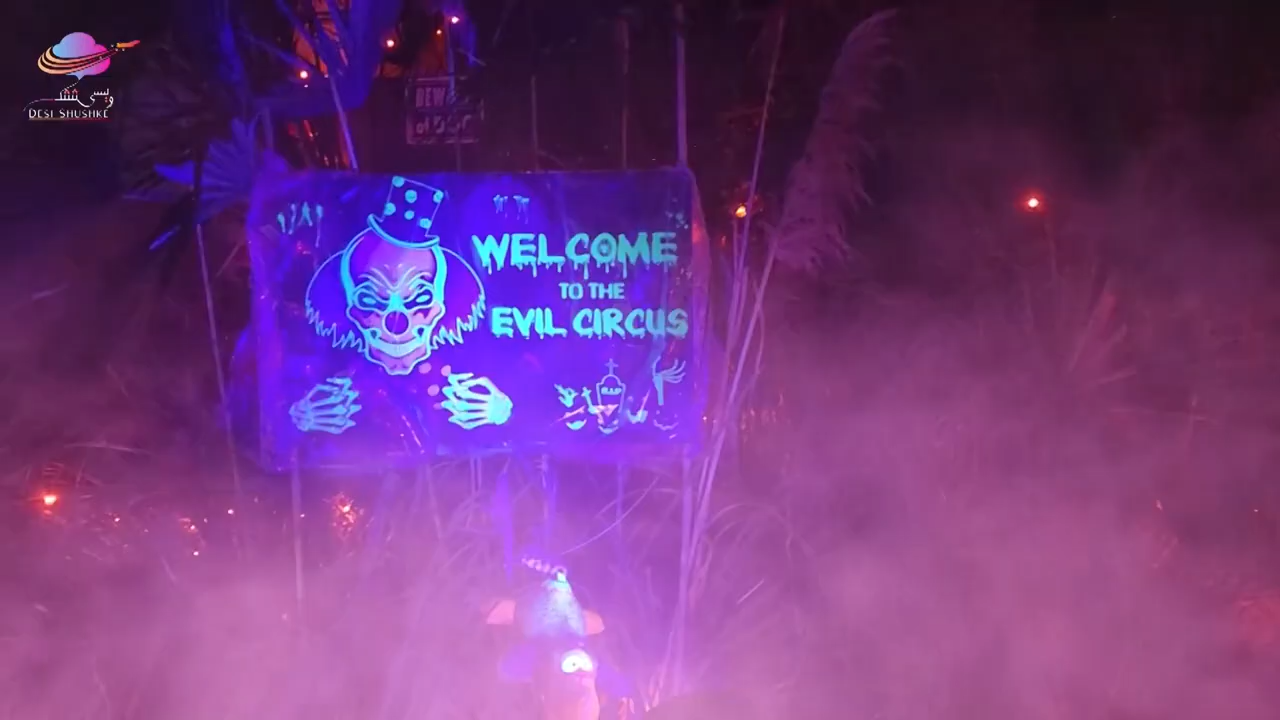 DESI SHUSHKE
WELCOME
TO THE
EVIL CIRCUS
R.I.P